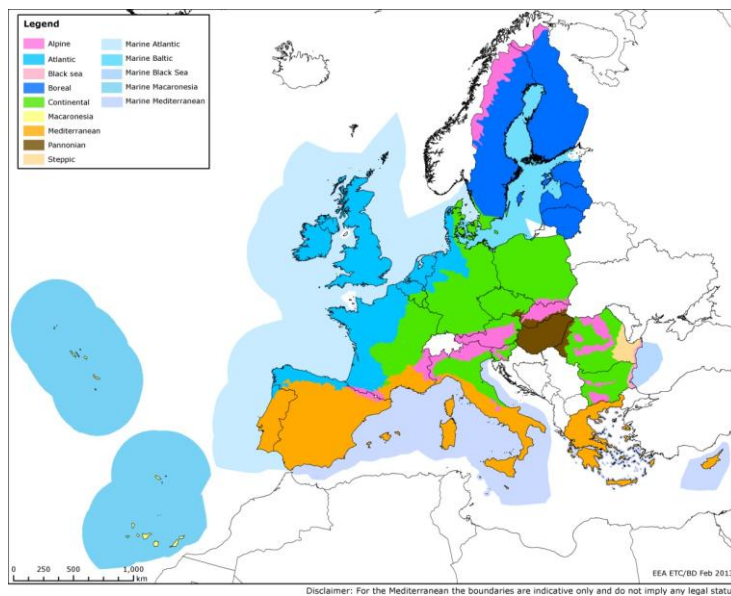 Legend
Alpine
Atlantic
Black sea
Boreal
Continental
Macaronesia
Mediterranean
Pannonian
Steppic
Marine Atlantic
Marine Baltic
Marine Black Sea
Marine Macaronesia
Marine Mediterranean
0 250 500 1,000
km
EEA ETC/BD Feb 2013
Disclaimer: For the Mediterranean the boundaries are indicative only and do not imply any legal statu